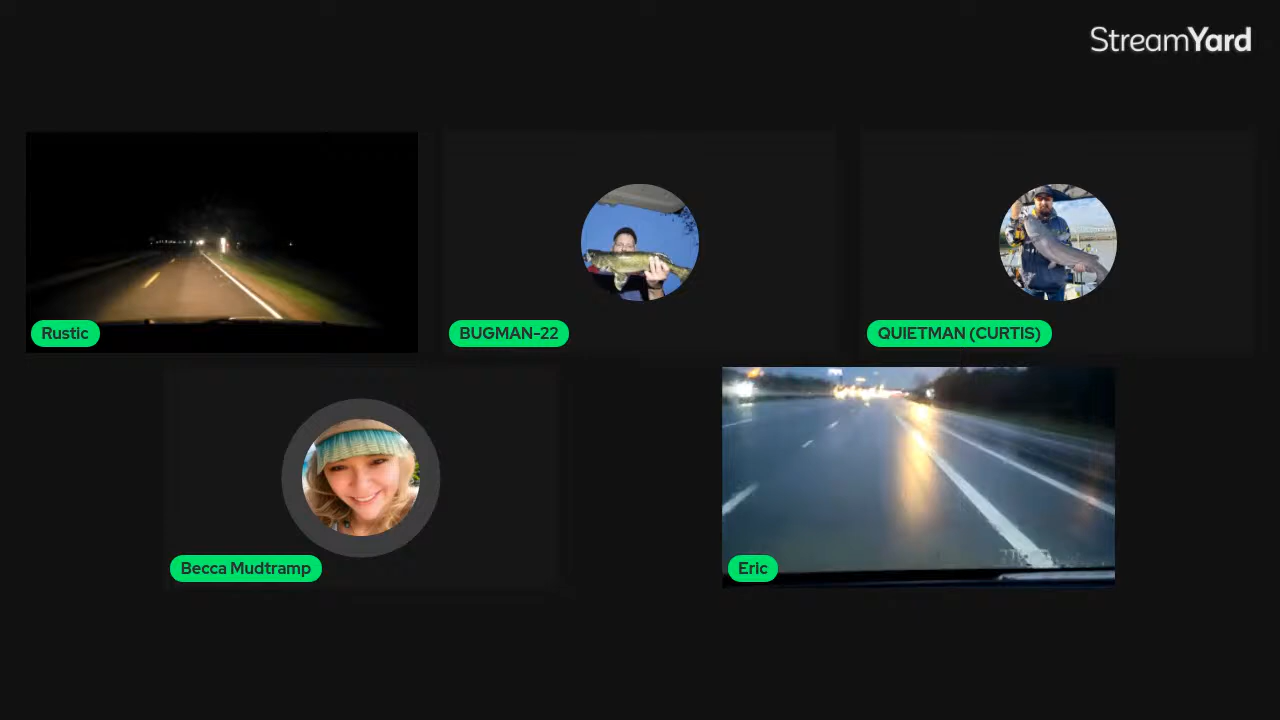 StreamYard
Rustic
BUGMAN-22
QUIETMAN (CURTIS)
Becca Mudtramp
Eric